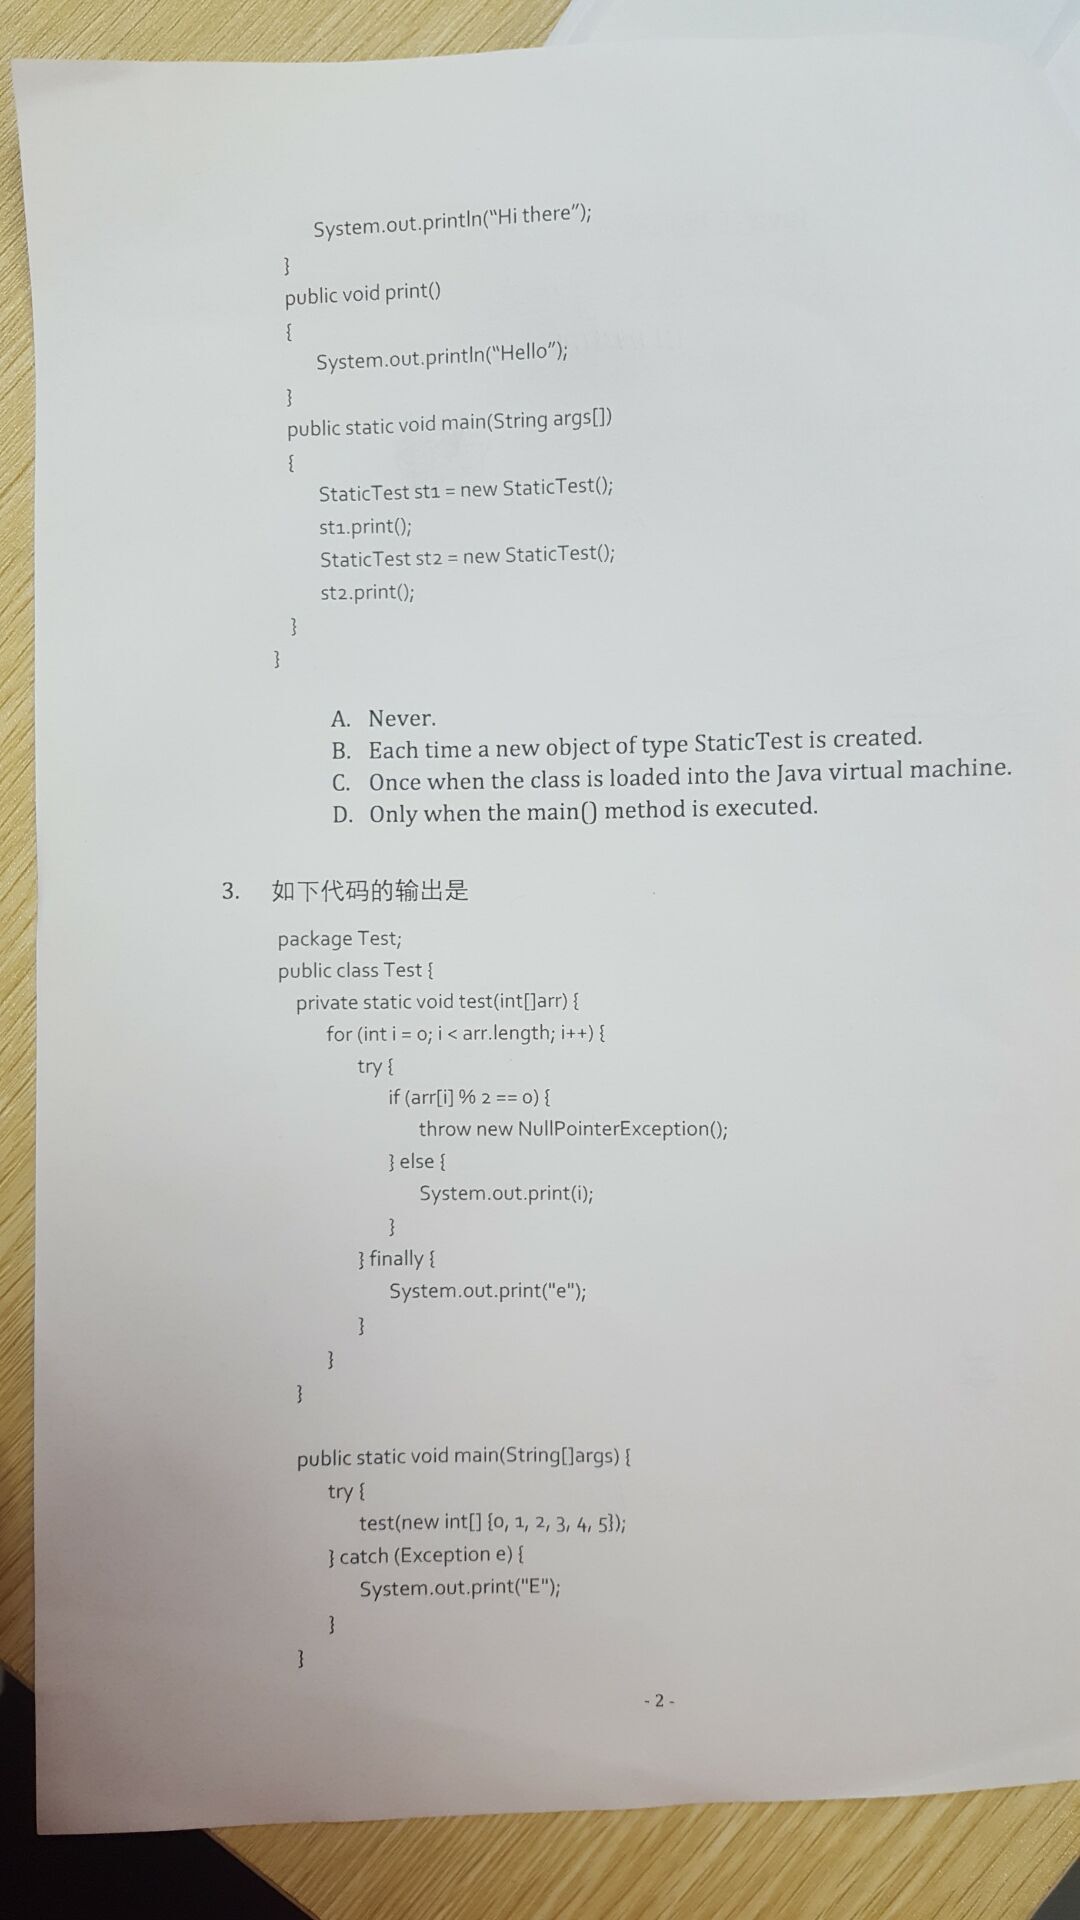 System.out.println(“Hi there”);
}
public void print()
{
System.out.println(“Hello”);
}
public static void main(String args[])
{
StaticTest st1 = new StaticTest();
st1.print();
StaticTest st2 = new StaticTest();
st2.print();
}
}
A. Never.
B. Each time a new object of type StaticTest is created.
C. Once when the class is loaded into the Java virtual machine.
D. Only when the main() method is executed.
3. 如下代码的输出是
package Test;
public class Test {
private static void test(int[]arr) {
for (int i = 0; i < arr.length; i++) {
try {
if (arr[i] % 2 == 0) {
throw new NullPointerException();
} else {
System.out.print(i);
}
} finally {
System.out.print("e");
}
}
}
public static void main(String[]args) {
try {
test(new int[] {0, 1, 2, 3, 4, 5});
} catch (Exception e) {
System.out.print("E");
}
}
- 2 -